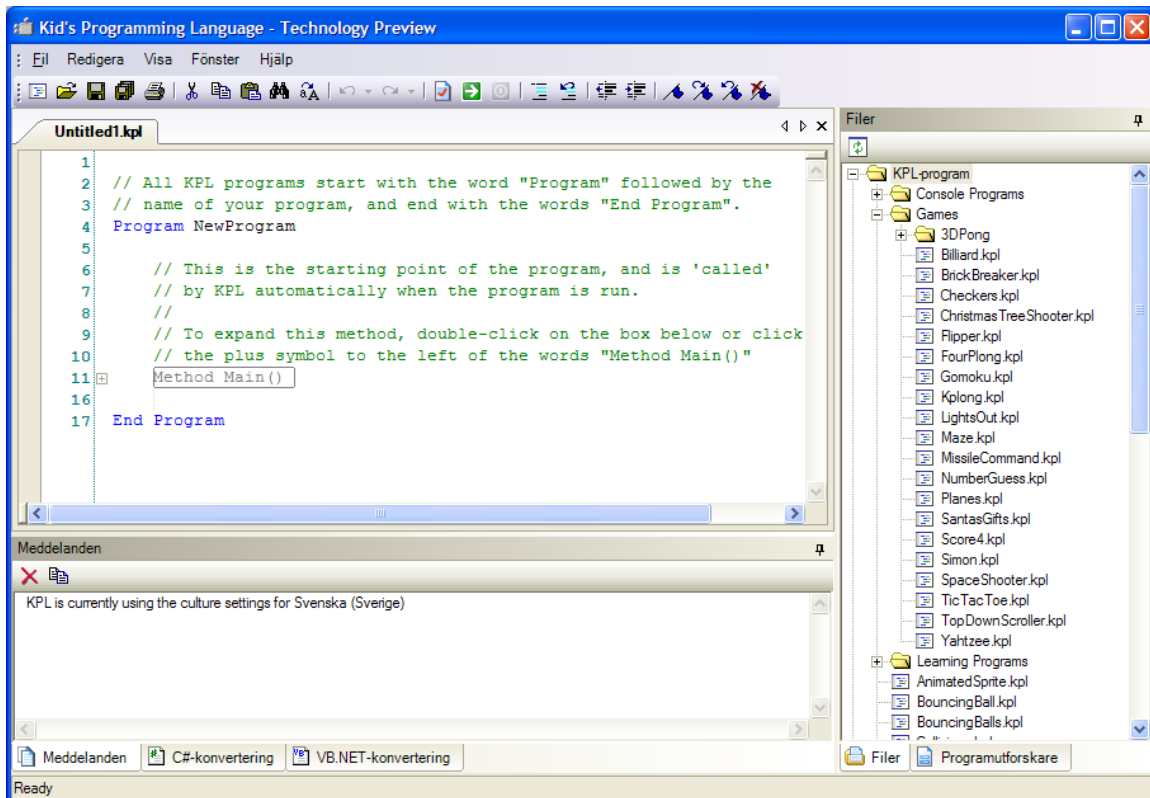 Kid's Programming Language - Technology Preview
Fil Redigera Visa Fönster Hjälp
Untitled1.kpl
1
2 // All KPL programs start with the word "Program" followed by the
3 // name of your program, and end with the words "End Program".
4 Program NewProgram
5
6 // This is the starting point of the program, and is 'called'
7 // by KPL automatically when the program is run.
8 //
9 // To expand this method, double-click on the box below or click
10 // the plus symbol to the left of the words "Method Main()"
11 Method Main()
16
17 End Program
Meddelanden
KPL is currently using the culture settings for Svenska (Sverige)
Meddelanden C#-konvertering VB.NET-konvertering
Ready
Filer
KPL-program
Console Programs
Games
3DPong
Billiard.kpl
BrickBreaker.kpl
Checkers.kpl
ChristmasTreeShooter.kpl
Flipper.kpl
FourPlong.kpl
Gomoku.kpl
Kplong.kpl
LightsOut.kpl
Maze.kpl
MissileCommand.kpl
NumberGuess.kpl
Planes.kpl
SantasGifts.kpl
Score4.kpl
Simon.kpl
SpaceShooter.kpl
TicTacToe.kpl
TopDownScroller.kpl
Yahtzee.kpl
Learning Programs
AnimatedSprite.kpl
BouncingBall.kpl
BouncingBalls.kpl
Filer Programutforskare